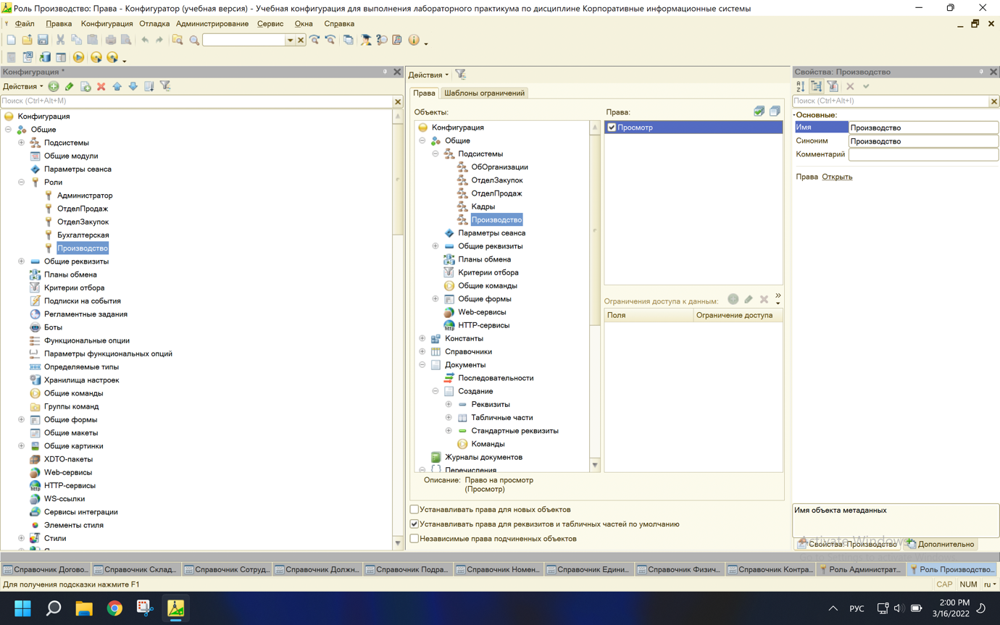 Роль Производство: Права - Конфигуратор (учебная версия) - Учебная конфигурация для выполнения лабораторного практикума по дисциплине Корпоративные информационные системы
Файл Правка Конфигурация Отладка Администрирование Сервис Окна Справка
Конфигурация *
Действия
Поиск (Ctrl+Alt+M)
Конфигурация
Общие
Подсистемы
Общие модули
Параметры сеанса
Роли
Администратор
ОтделПродаж
ОтделЗакупок
Бухгалтерская
Производство
Общие реквизиты
Планы обмена
Критерии отбора
Подписки на события
Регламентные задания
Боты
Функциональные опции
Параметры функциональных опций
Определяемые типы
Хранилища настроек
Общие команды
Группы команд
Общие формы
Общие макеты
Общие картинки
XDTO-пакеты
Web-сервисы
HTTP-сервисы
WS-ссылки
Сервисы интеграции
Элементы стиля
Стили
Действия
Права Шаблоны ограничений
Объекты:
Конфигурация
Общие
Подсистемы
ОбОрганизации
ОтделЗакупок
ОтделПродаж
Кадры
Производство
Параметры сеанса
Общие реквизиты
Планы обмена
Критерии отбора
Общие команды
Общие формы
Web-сервисы
HTTP-сервисы
Константы
Справочники
Документы
Последовательности
Создание
Реквизиты
Табличные части
Стандартные реквизиты
Команды
Журналы документов
Перечисления
Права:
Просмотр
Ограничения доступа к данным:
Поля Ограничение доступа
Описание: Право на просмотр
(Просмотр)
Устанавливать права для новых объектов
Устанавливать права для реквизитов и табличных частей по умолчанию
Независимые права подчиненных объектов
Свойства: Производство
Поиск (Ctrl+Alt+I)
Основные:
Имя Производство
Синоним Производство
Комментарий
Права Открыть
Имя объекта метаданных
Activate Windows
Свойства: Производство Дополнительно
Справочник Догово... Справочник Склад... Справочник Сотруд... Справочник Должн... Справочник Подра... Справочник Номен... Справочник Едини... Справочник Физич... Справочник Контра... Роль Администрат... Роль Производство...
Для получения подсказки нажмите F1 CAP NUM ru
РУС 2:00 PM
3/16/2022